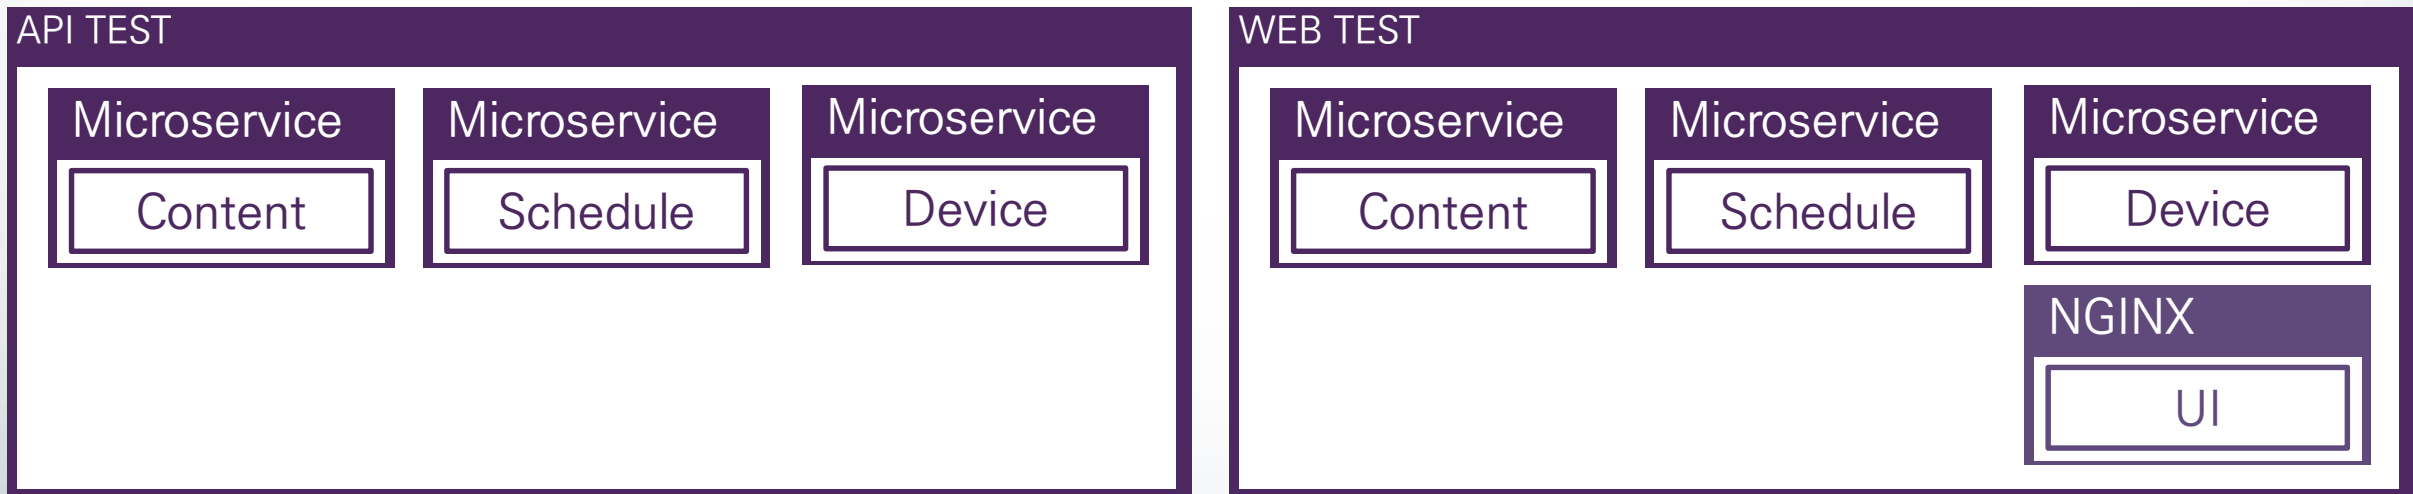 API TEST
Microservice
Content
Microservice
Schedule
Microservice
Device
WEB TEST
Microservice
Content
Microservice
Schedule
Microservice
Device
NGINX
UI